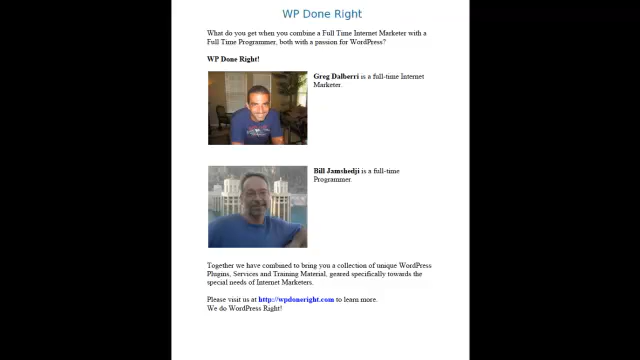 WP Done Right
What do you get when you combine a Full Time Internet Marketer with a
Full Time Programmer, both with a passion for WordPress?
WP Done Right!
Greg Dalberri is a full-time Internet
Marketer.
Bill Jamshedji is a full-time
Programmer.
Together we have combined to bring you a collection of unique WordPress
Plugins, Services and Training Material, geared specifically towards the
special needs of Internet Marketers.
Please visit us at http://wpdoneright.com to learn more.
We do WordPress Right!